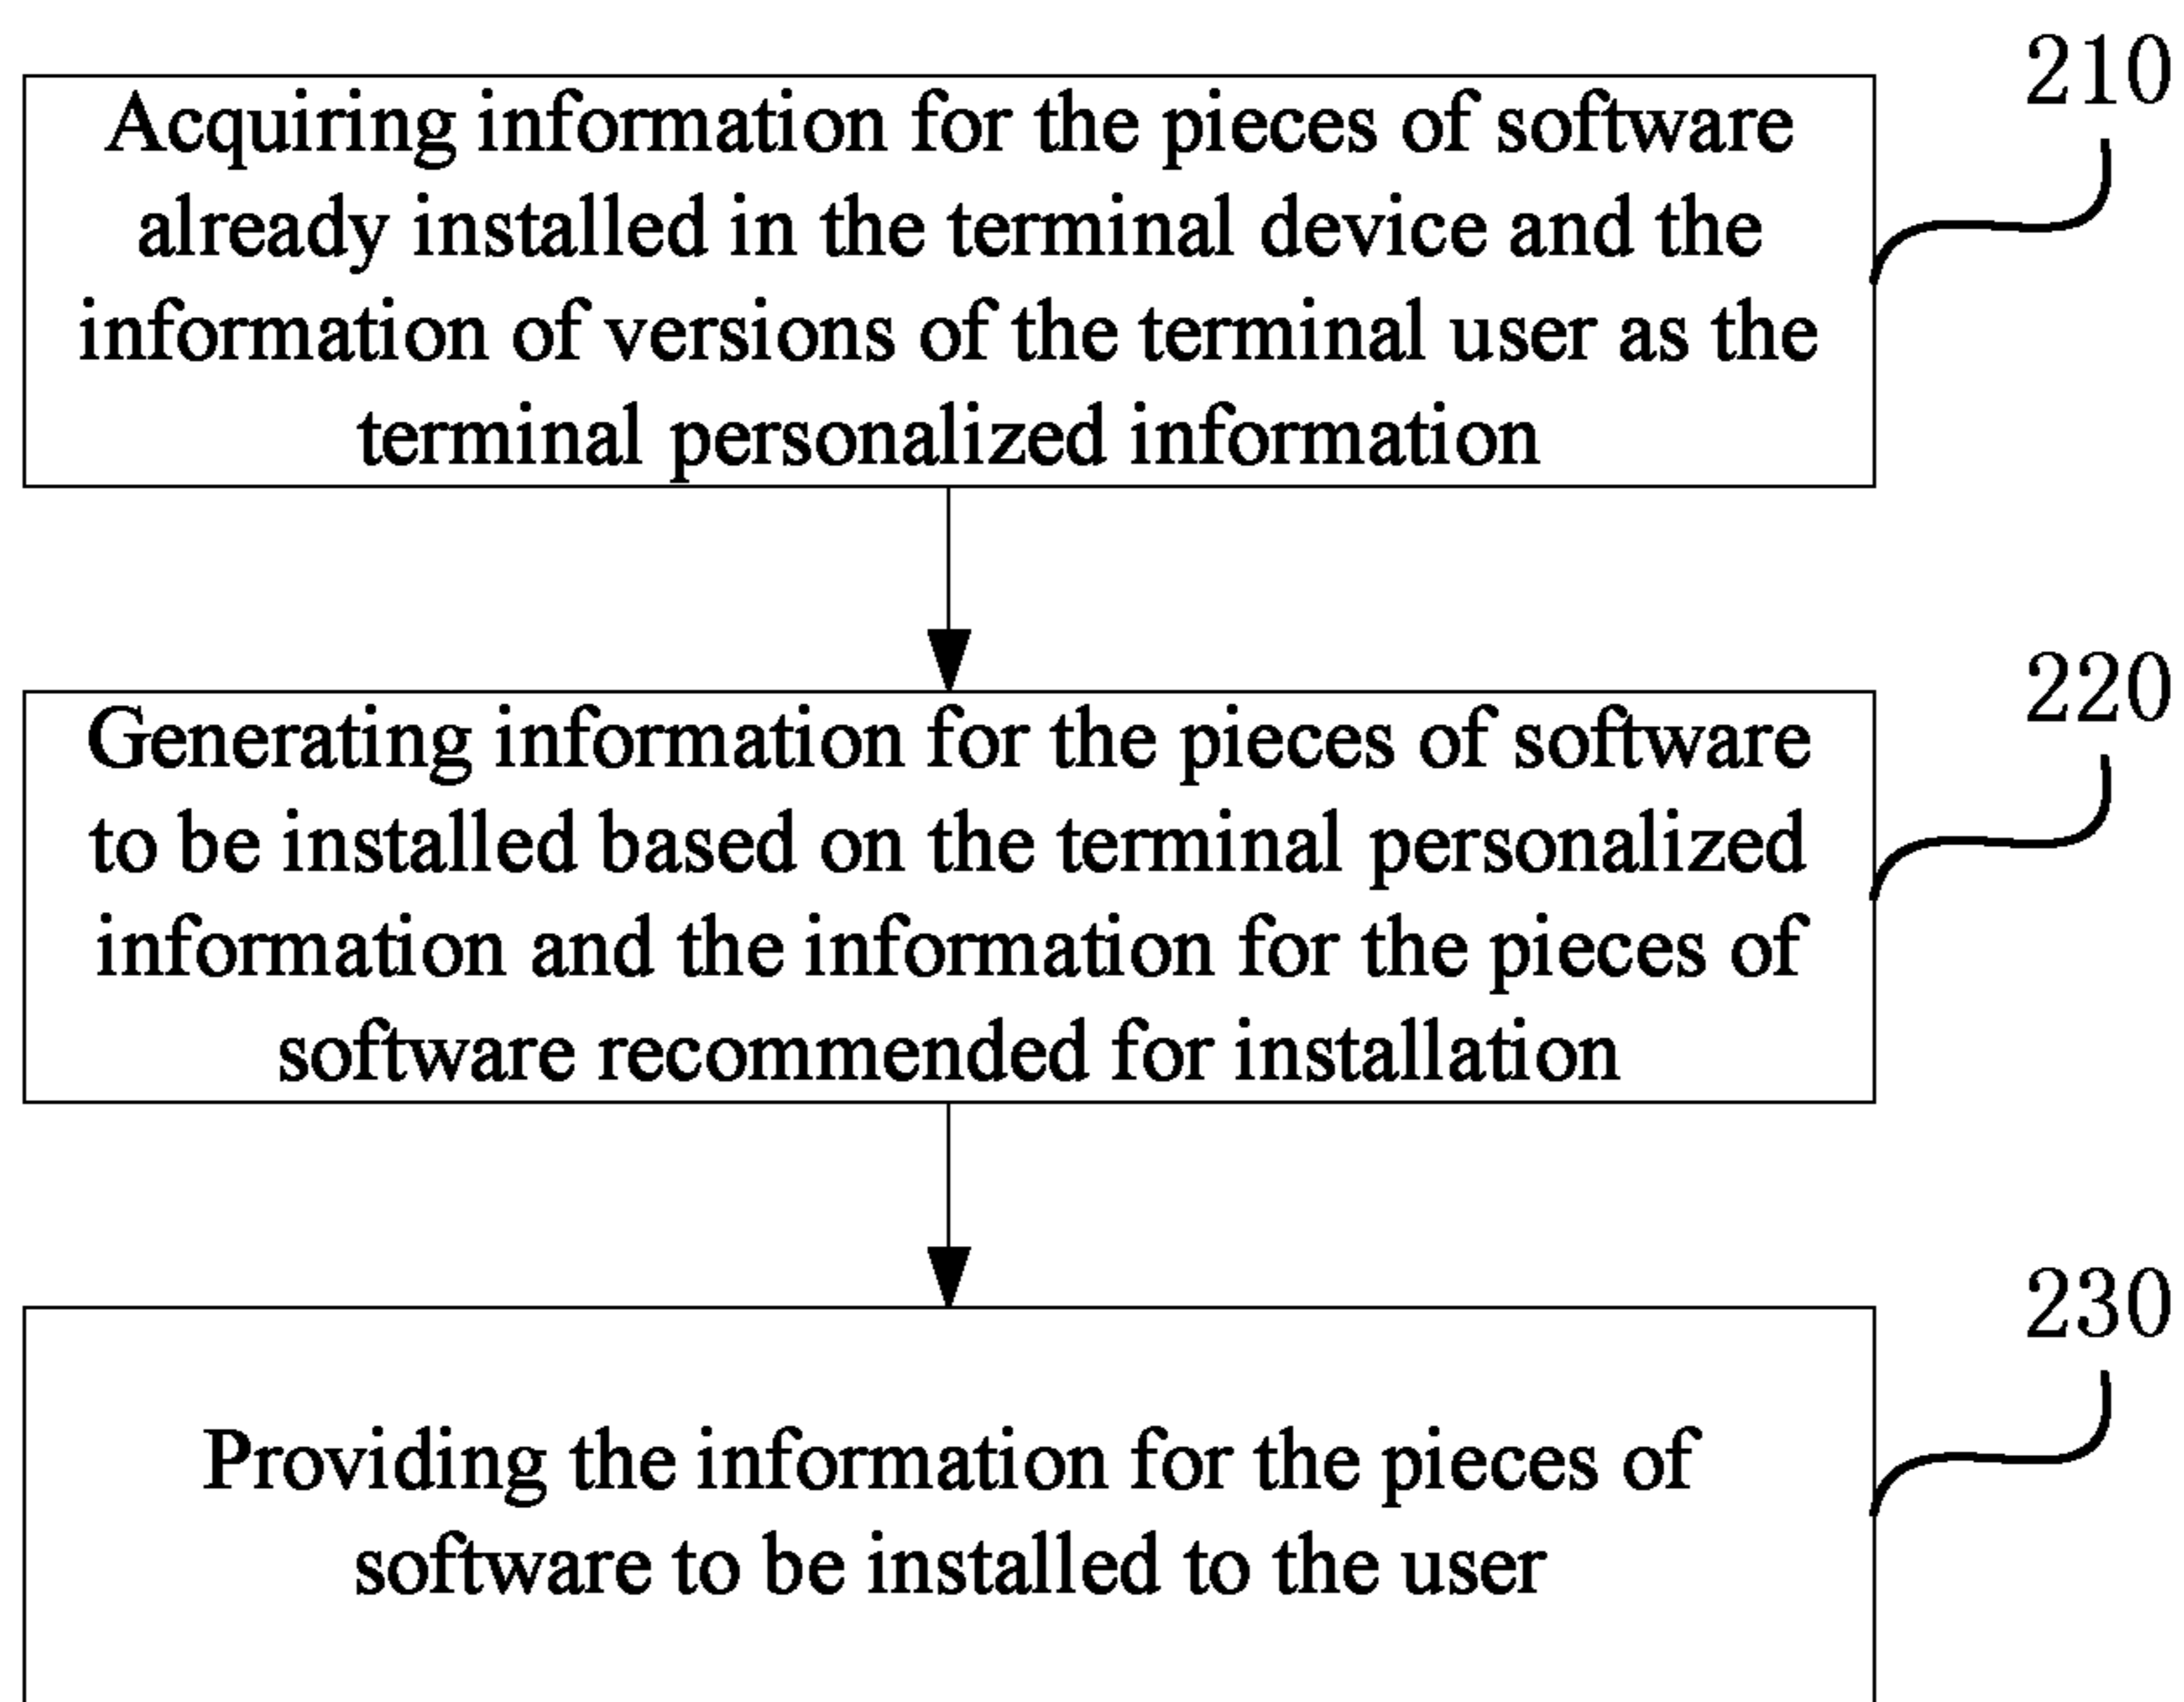 210
Acquiring information for the pieces of software
already installed in the terminal device and the
information of versions of the terminal user as the
terminal personalized information
220
Generating information for the pieces of software
to be installed based on the terminal personalized
information and the information for the pieces of
software recommended for installation
230
Providing the information for the pieces of
software to be installed to the user